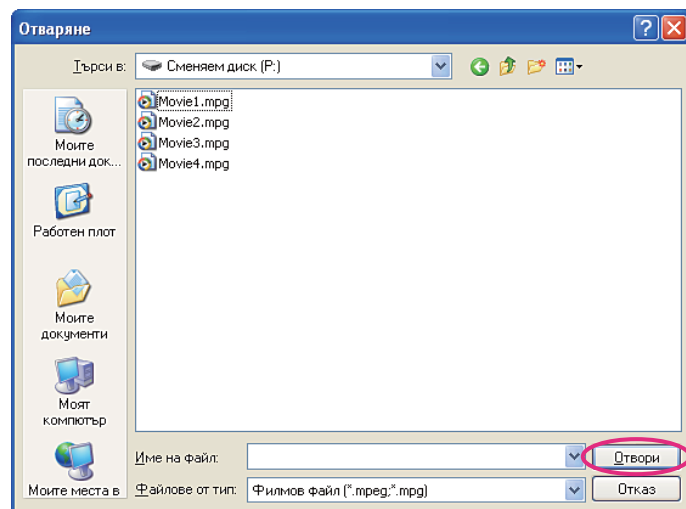 Отваряне
Търси в: Сменяем диск (P:)
Movie1.mpg
Movie2.mpg
Movie3.mpg
Movie4.mpg
Моите
последни док...
Работен плот
Моите
документи
Моят
компютър
Моите места в
Име на файл: Отвори
Файлове от тип: Филмов файл (*.mpeg;*.mpg) Отказ